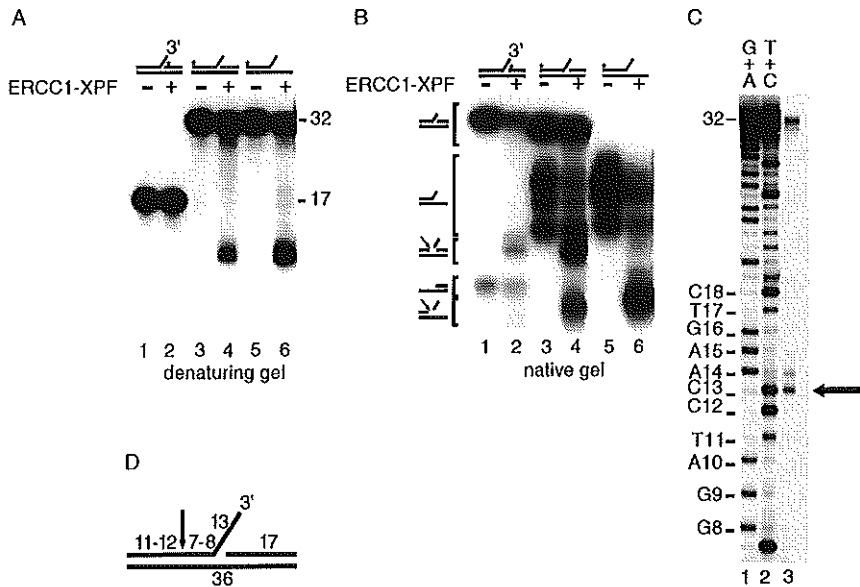 A
3'
ERCC1-XPF - + - + - +
-32
-17
1 2 3 4 5 6
denaturing gel
B
3'
ERCC1-XPF - + - + - +
1 2 3 4 5 6
native gel
C
G+A T+C
32-
C18-
T17-
G16-
A15-
A14-
C13-
C12-
T11-
A10-
G9-
G8-
1 2 3
D
3'
11-12 7-8 13 17
36